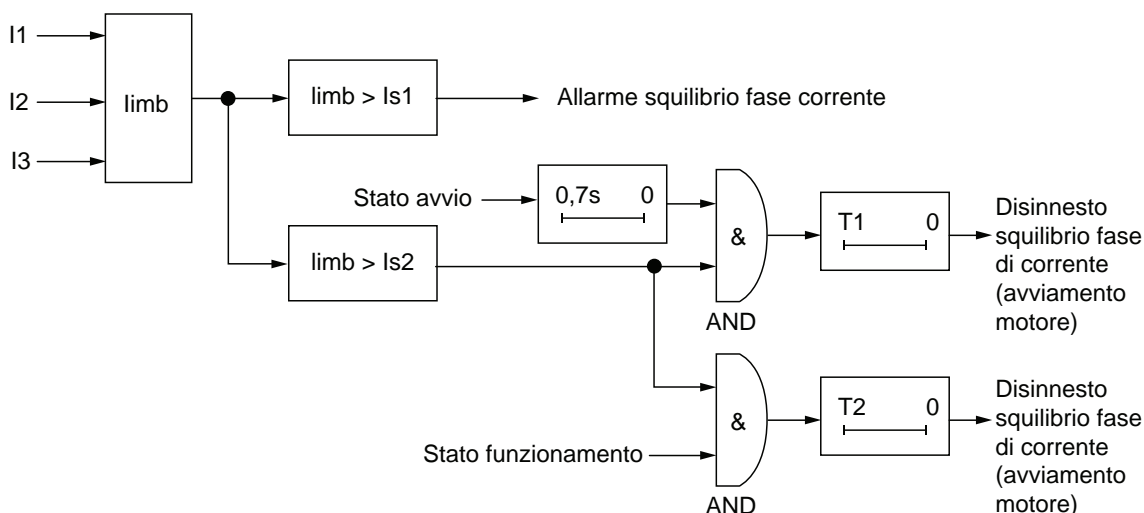 I1
I2
I3
Iimb
Iimb > Is1
Allarme squilibrio fase corrente
Stato avvio
0,7s 0
&
AND
T1 0
Disinnesto
squilibrio fase
di corrente
(avviamento
motore)
Iimb > Is2
Stato funzionamento
&
AND
T2 0
Disinnesto
squilibrio fase
di corrente
(avviamento
motore)